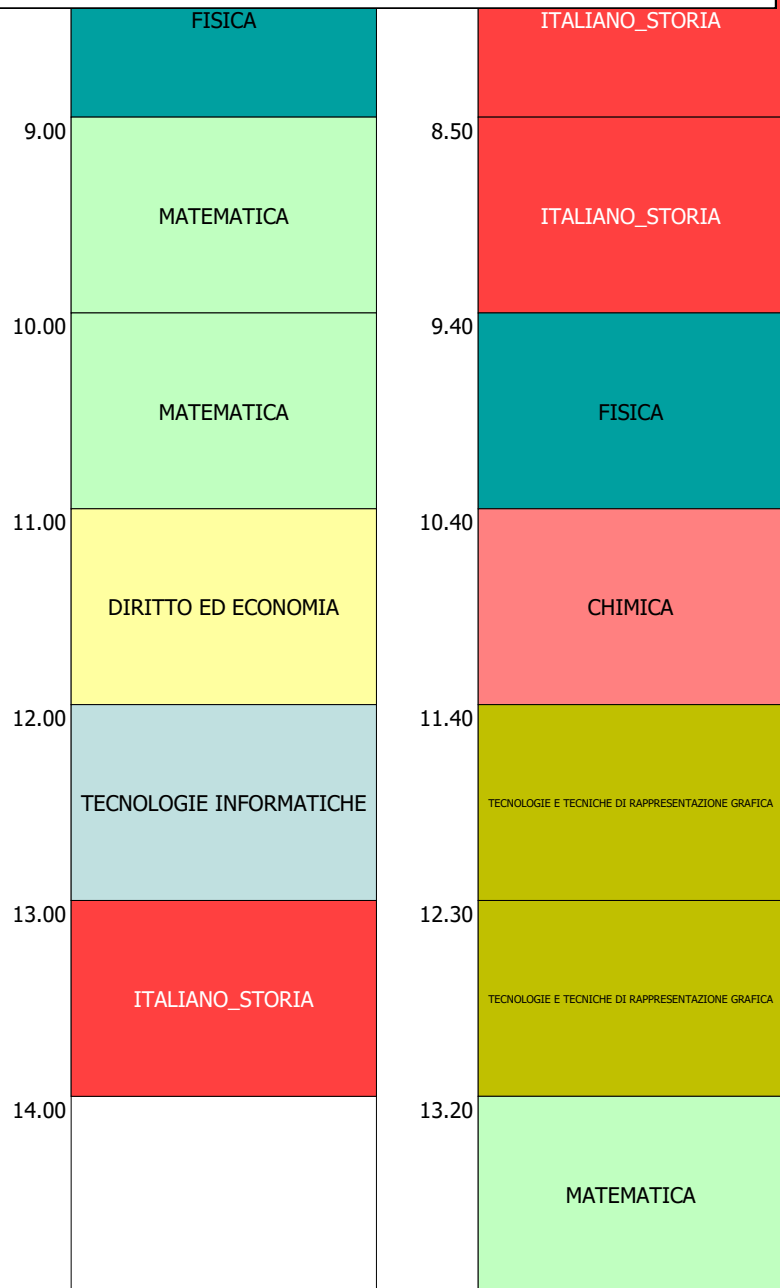 FISICA
9.00
MATEMATICA
10.00
MATEMATICA
11.00
DIRITTO ED ECONOMIA
12.00
TECNOLOGIE INFORMATICHE
13.00
ITALIANO_STORIA
14.00
ITALIANO_STORIA
8.50
ITALIANO_STORIA
9.40
FISICA
10.40
CHIMICA
11.40
TECNOLOGIE E TECNICHE DI RAPPRESENTAZIONE GRAFICA
12.30
TECNOLOGIE E TECNICHE DI RAPPRESENTAZIONE GRAFICA
13.20
MATEMATICA